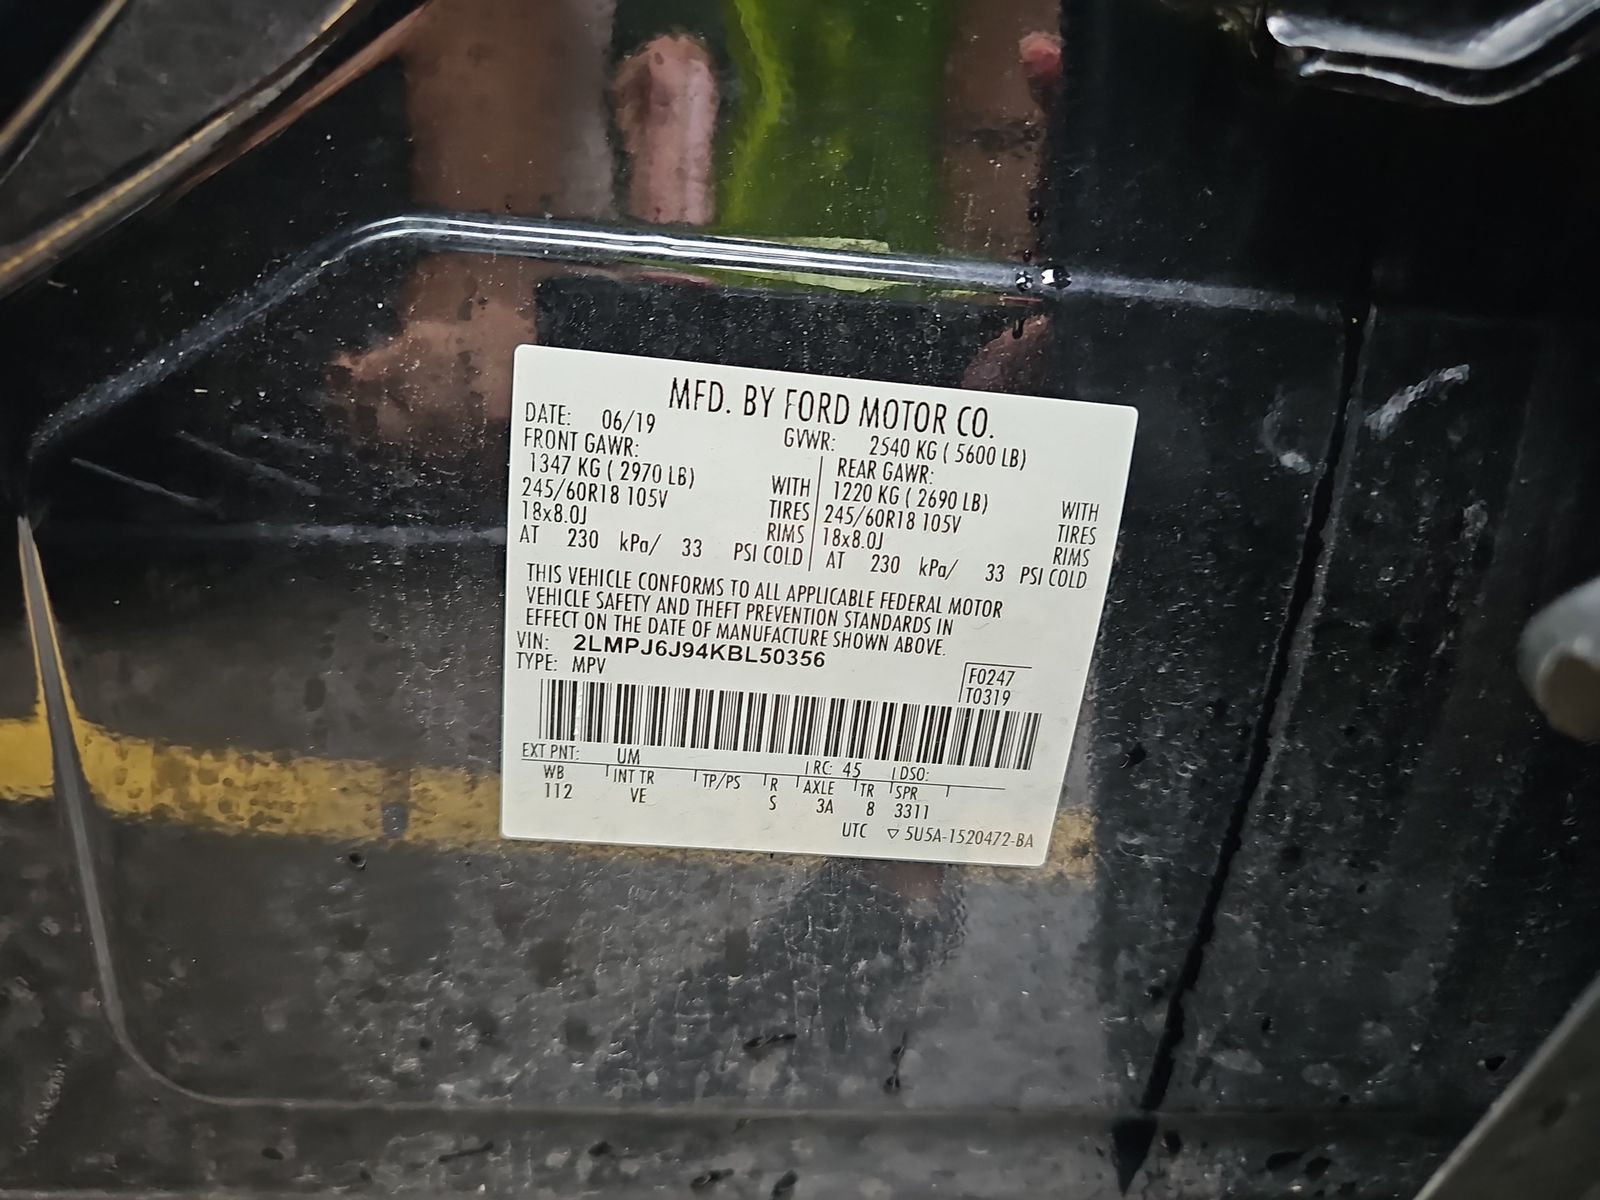 MFD. BY FORD MOTOR CO.
DATE: 06/19 GVWR: 2540 KG ( 5600 LB)
FRONT GAWR: REAR GAWR:
1347 KG ( 2970 LB) WITH 1220 KG ( 2690 LB) WITH
245/60R18 105V TIRES 245/60R18 105V TIRES
18x8.0J RIMS 18x8.0J RIMS
AT 230 kPa/ 33 PSI COLD AT 230 kPa/ 33 PSI COLD
THIS VEHICLE CONFORMS TO ALL APPLICABLE FEDERAL MOTOR
VEHICLE SAFETY AND THEFT PREVENTION STANDARDS IN
EFFECT ON THE DATE OF MANUFACTURE SHOWN ABOVE.
VIN: 2LMPJ6J94KBL50356
TYPE: MPV
F0247
T0319
EXT PNT: UM RC: 45 DSO:
WB INT TR TP/PS R AXLE TR SPR
112 VE S 3A 8 3311
UTC ▽ 5U5A-1520472-BA